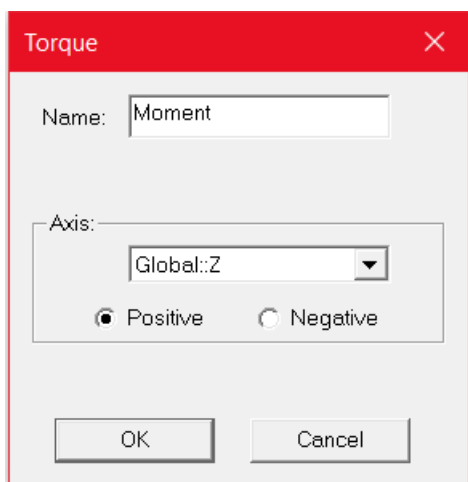 Torque
Name: Moment
Axis:
Global::Z
Positive Negative
OK Cancel